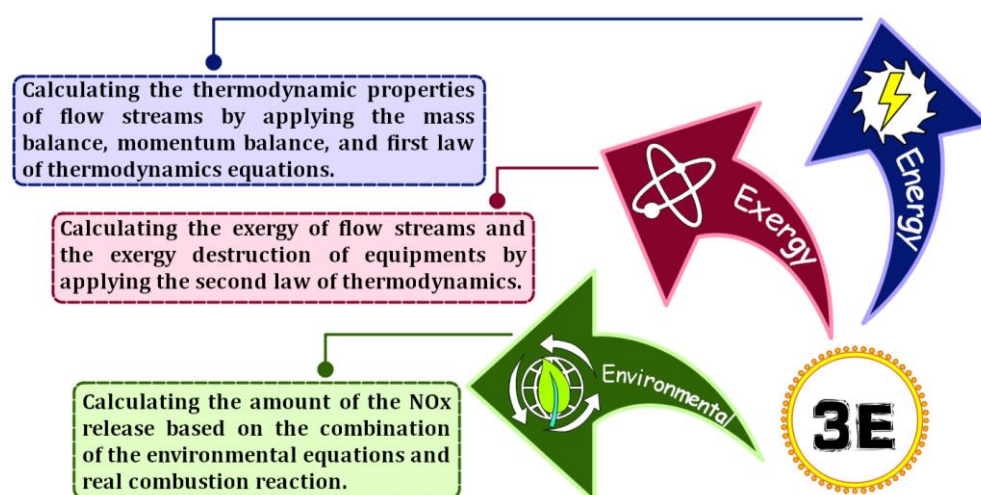 Calculating the thermodynamic properties
of flow streams by applying the mass
balance, momentum balance, and first law
of thermodynamics equations.
Energy
Calculating the exergy of flow streams and
the exergy destruction of equipments by
applying the second law of thermodynamics.
Exergy
Calculating the amount of the NOx
release based on the combination
of the environmental equations and
real combustion reaction.
Environmental
3E